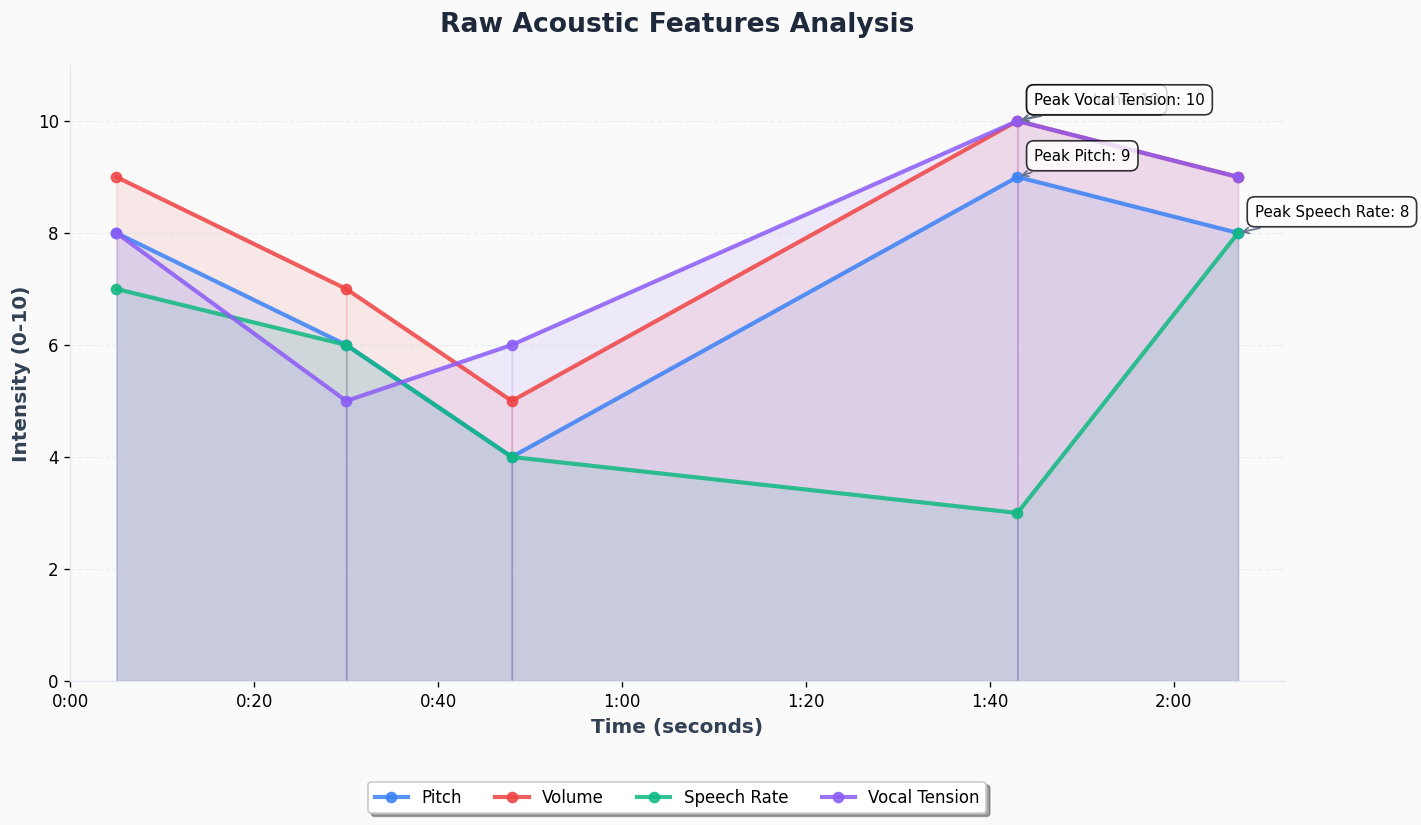 Raw Acoustic Features Analysis
Peak Vocal Tension: 10
Peak Pitch: 9
Peak Speech Rate: 8
10
8
6
4
2
0
Intensity (0-10)
0:00 0:20 0:40 1:00 1:20 1:40 2:00
Time (seconds)
Pitch Volume Speech Rate Vocal Tension